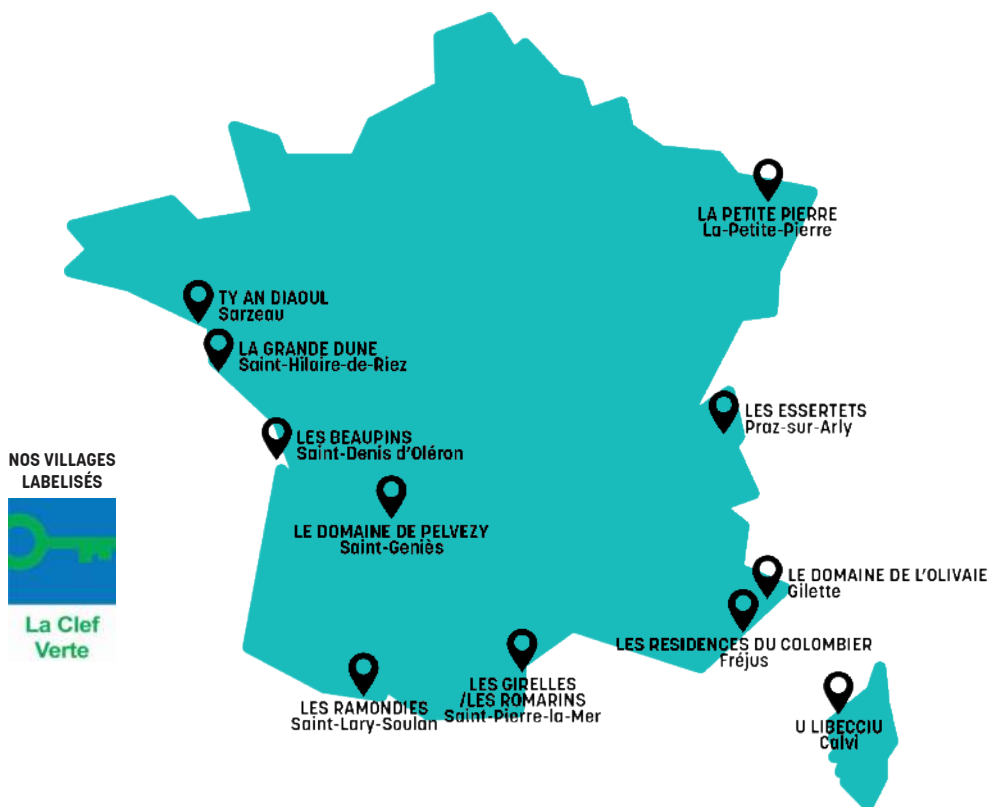 LA PETITE PIERRE
La-Petite-Pierre
TY AN DIAOUL
Sarzeau
LA GRANDE DUNE
Saint-Hilaire-de-Riez
LES ESSERTETS
Praz-sur-Arly
LES BEAUPINS
Saint-Denis d'Oléron
NOS VILLAGES
LABELISÉS
La Clef
Verte
LE DOMAINE DE PELVEZY
Saint-Geniès
LE DOMAINE DE L'OLIVAIE
Gilette
LES RESIDENCES DU COLOMBIER
Fréjus
LES GIRELLES
/LES ROMARINS
Saint-Pierre-la-Mer
LES RAMONDIES
Saint-Lary-Soulan
U LIBECCIU
Calvi